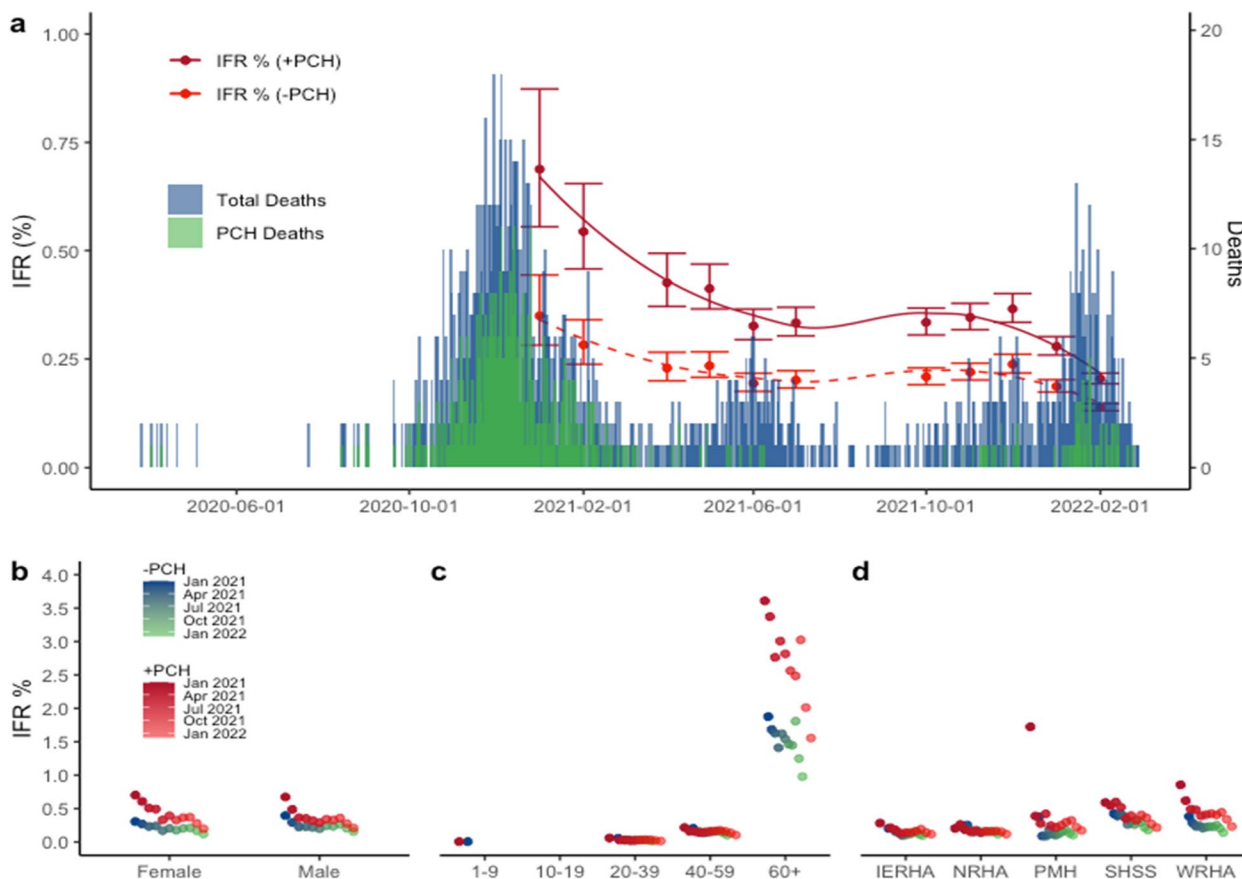 a
1.00
0.75
0.50
0.25
0.00
IFR (%)
IFR % (+PCH)
IFR % (-PCH)
Total Deaths
PCH Deaths
20
15
10
5
0
Deaths
2020-06-01 2020-10-01 2021-02-01 2021-06-01 2021-10-01 2022-02-01
b
4.0
3.5
3.0
2.5
2.0
1.5
1.0
0.5
0.0
IFR %
-PCH
Jan 2021
Apr 2021
Jul 2021
Oct 2021
Jan 2022
+PCH
Jan 2021
Apr 2021
Jul 2021
Oct 2021
Jan 2022
Female Male
c
1-9 10-19 20-39 40-59 60+
d
IERHA NRHA PMH SHSS WRHA